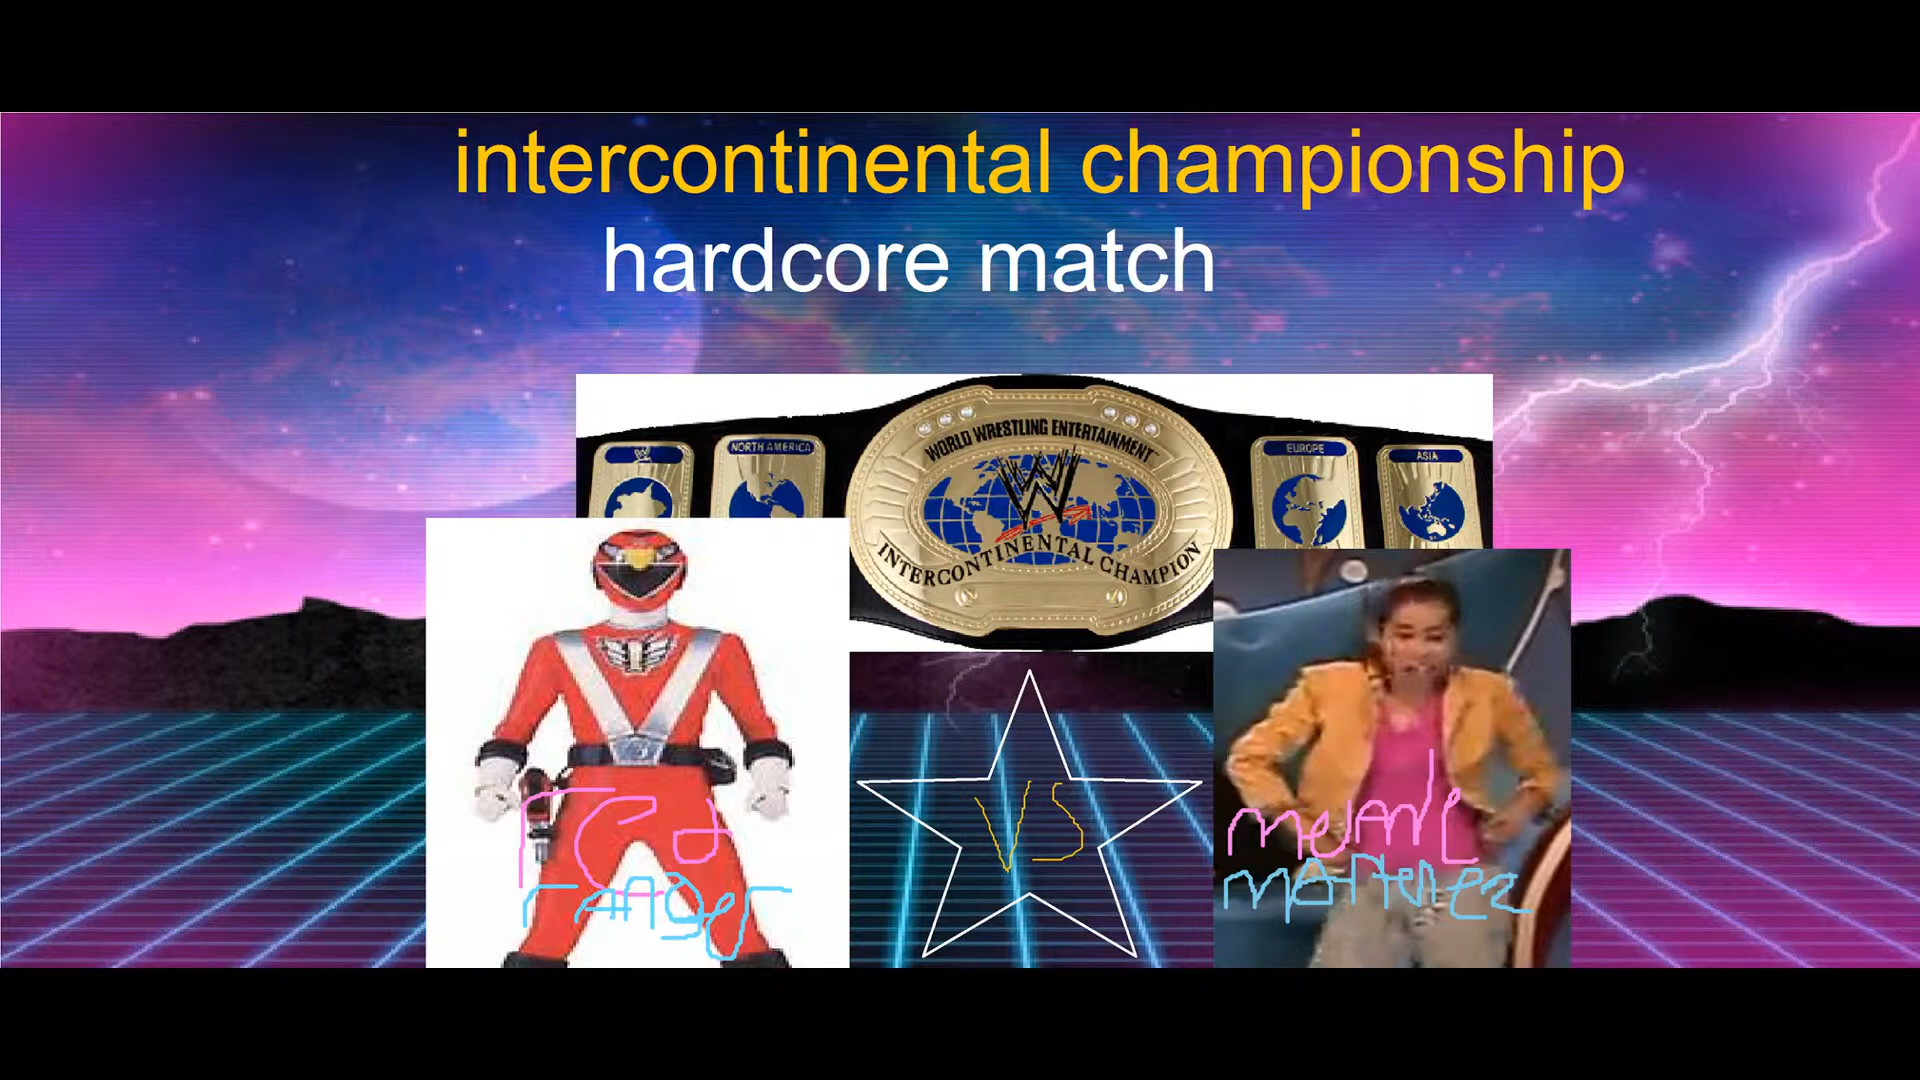 intercontinental championship
hardcore match
W
NORTH AMERICA
WORLD WRESTLING ENTERTAINMENT
W
INTERCONTINENTAL CHAMPION
EUROPE
ASIA
red
ranger
VS
melanie
martinez